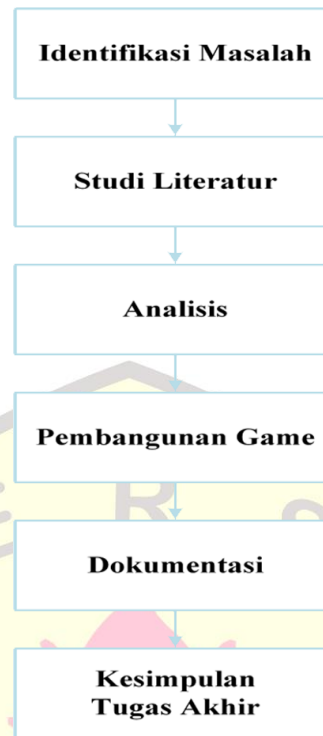 Identifikasi Masalah
Studi Literatur
Analisis
Pembangunan Game
R
Dokumentasi
Kesimpulan
Tugas Akhir